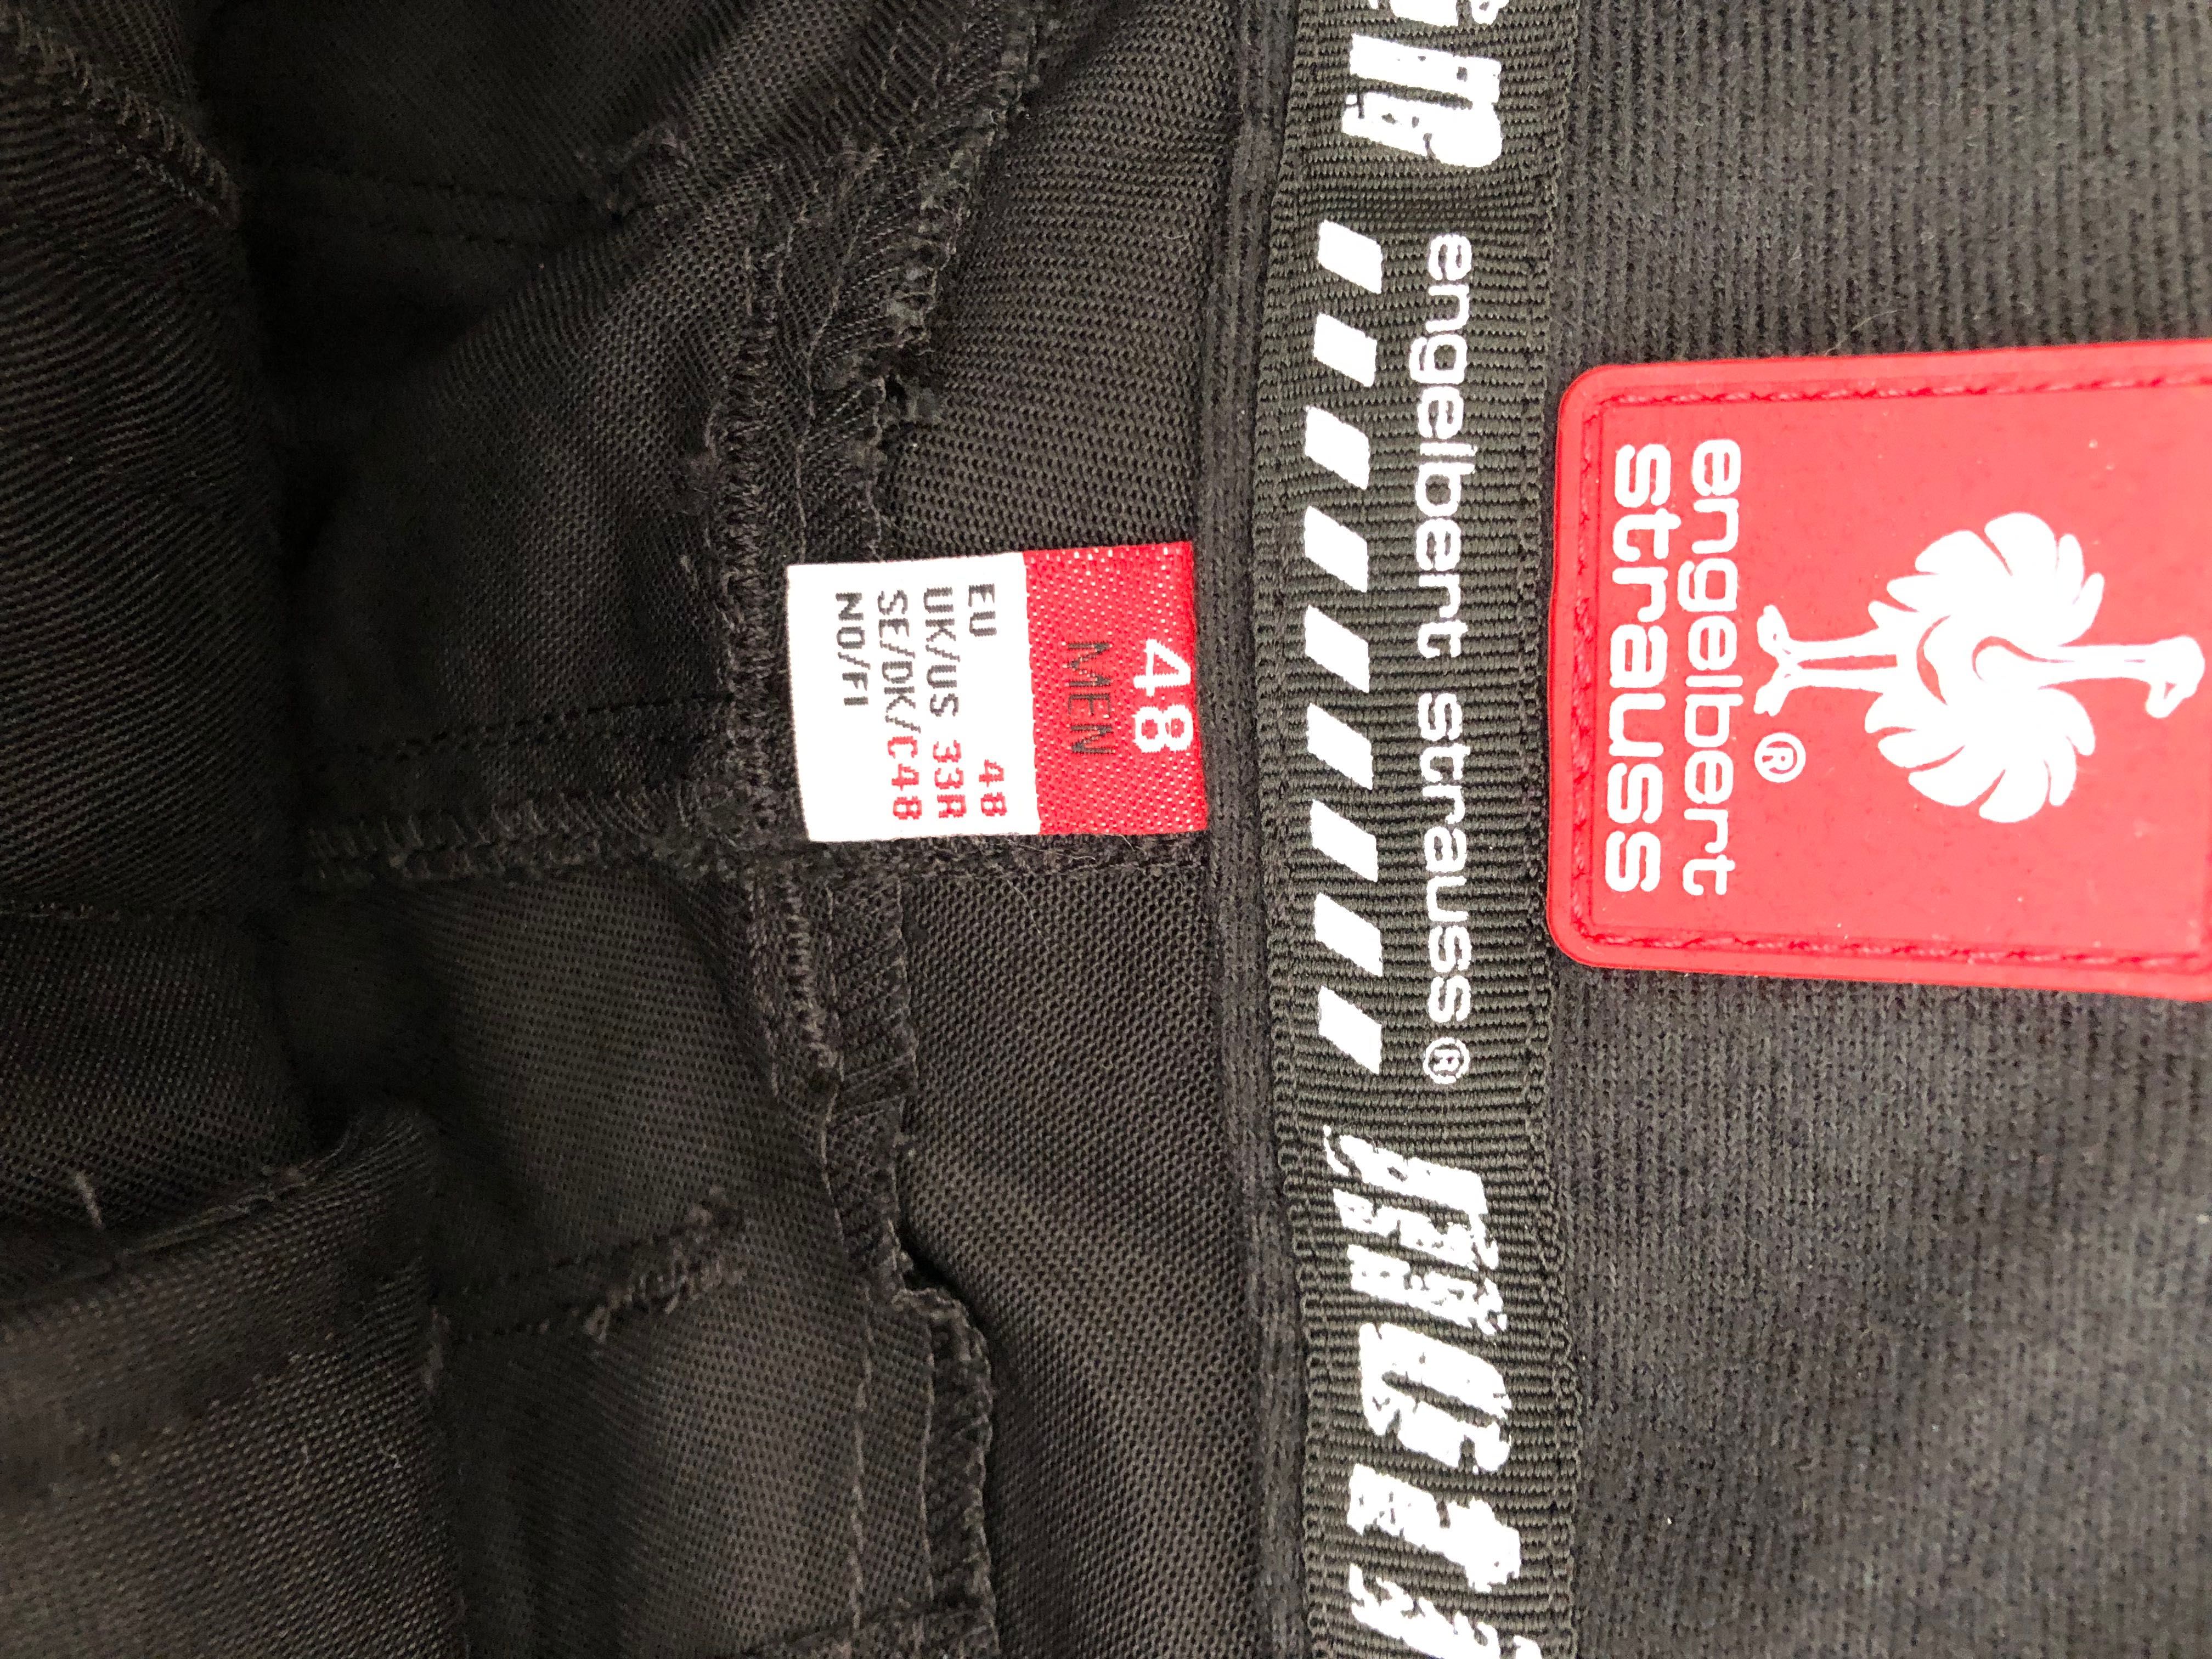 engelbert
strauss
®
engelbert strauss®
48
MEN
EU 48
UK/US 33R
SE/DK/ C48
NO/FI